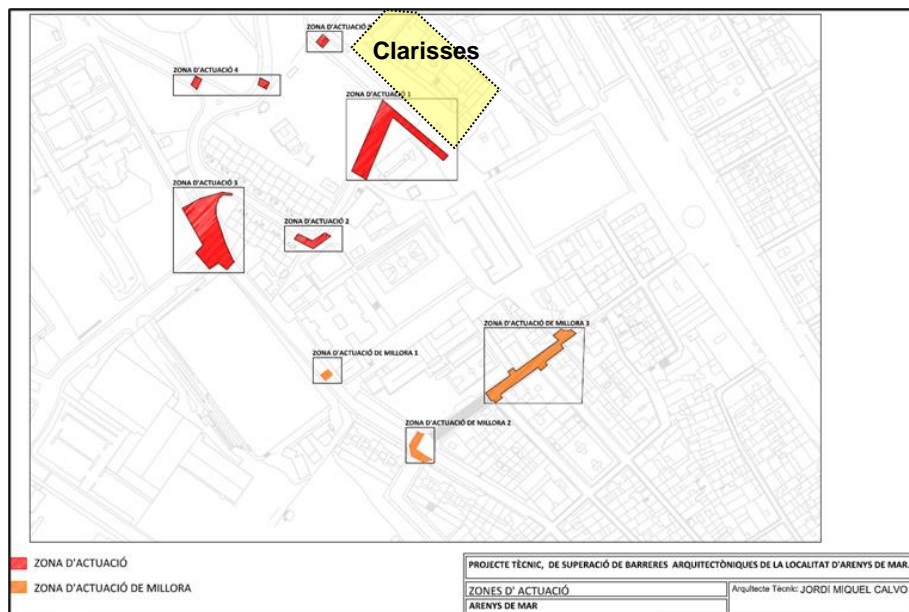 ZONA D'ACTUACIÓ
Clarisses
ZONA D'ACTUACIÓ 4
ZONA D'ACTUACIÓ 1
ZONA D'ACTUACIÓ 3
ZONA D'ACTUACIÓ 2
ZONA D'ACTUACIÓ DE MILLORA 3
ZONA D'ACTUACIÓ DE MILLORA 1
ZONA D'ACTUACIÓ DE MILLORA 2
ZONA D'ACTUACIÓ
ZONA D'ACTUACIÓ DE MILLORA
PROJECTE TÈCNIC, DE SUPERACIÓ DE BARRERES ARQUITECTÒNIQUES DE LA LOCALITAT D'ARENYS DE MAR.
ZONES D' ACTUACIÓ
Arquitecte Tècnic: JORDI MIQUEL CALVO
ARENYS DE MAR